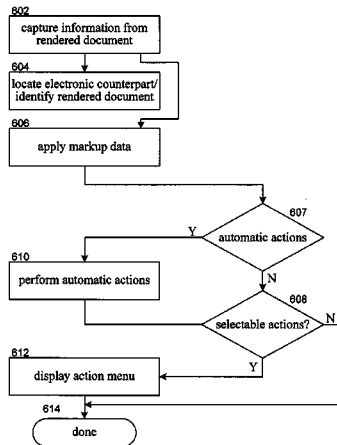 602
capture information from
rendered document
604
locate electronic counterpart/
identify rendered document
606
apply markup data
607
Y
automatic actions
610
perform automatic actions
N
608
selectable actions?
N
612
display action menu
Y
614
done